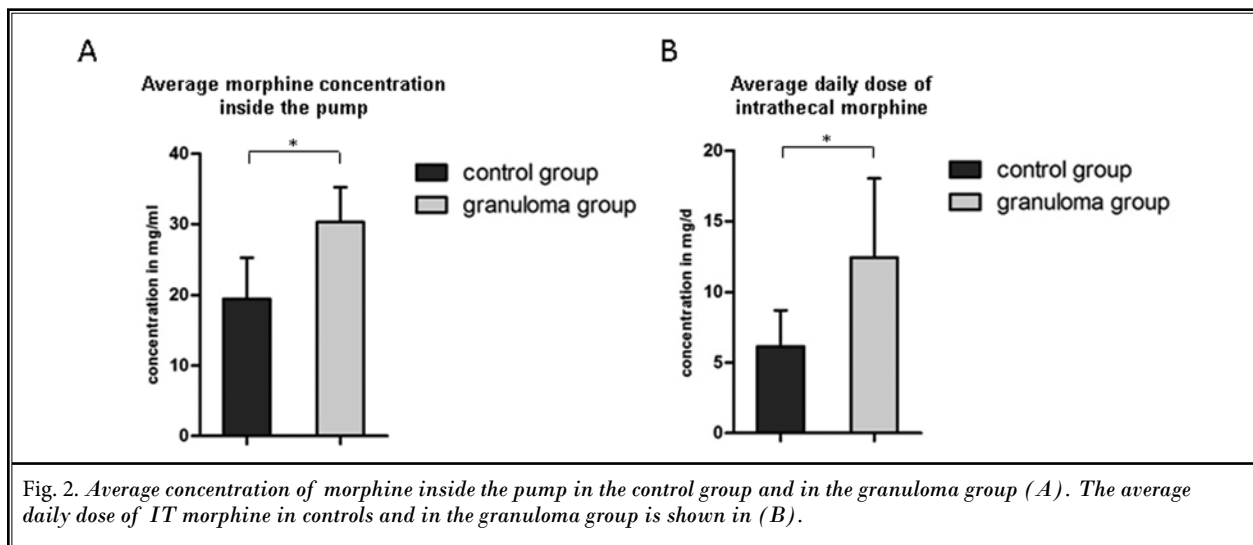 A
Average morphine concentration
inside the pump
*
40
30
20
10
0
concentration in mg/ml
control group
granuloma group
B
Average daily dose of
intrathecal morphine
*
20
15
10
5
0
concentration in mg/d
control group
granuloma group
Fig. 2. Average concentration of morphine inside the pump in the control group and in the granuloma group (A). The average
daily dose of IT morphine in controls and in the granuloma group is shown in (B).